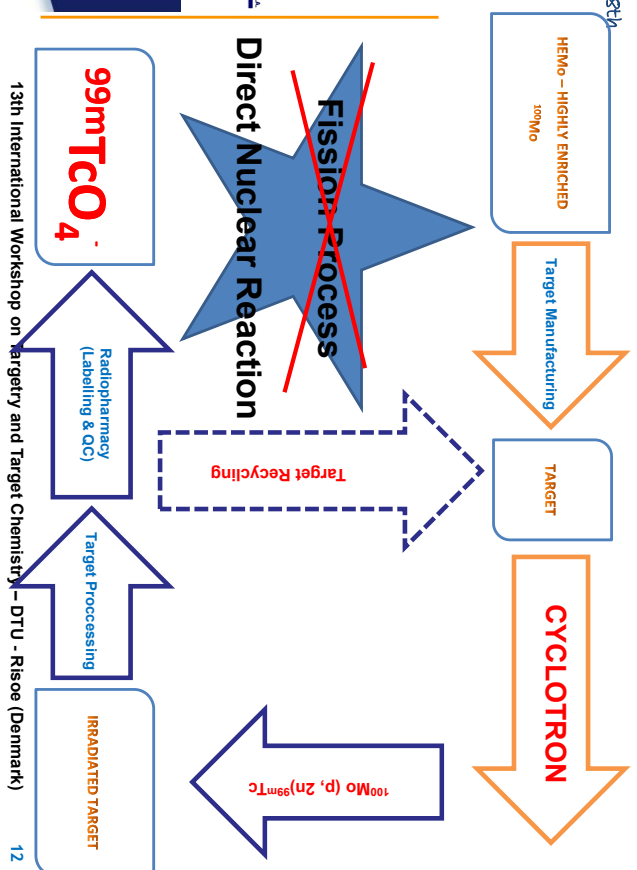 8th
HEMo – HIGHLY ENRICHED
¹⁰⁰Mo
Target Manufacturing
TARGET
CYCLOTRON
Fission Process
Direct Nuclear Reaction
Target Recycling
¹⁰⁰Mo (p, 2n)⁹⁹ᵐTc
99mTcO₄⁻
Radiopharmacy
(Labelling & QC)
Target Proccessing
IRRADIATED TARGET
13th International Workshop on Targetry and Target Chemistry – DTU - Risoe (Denmark)
12